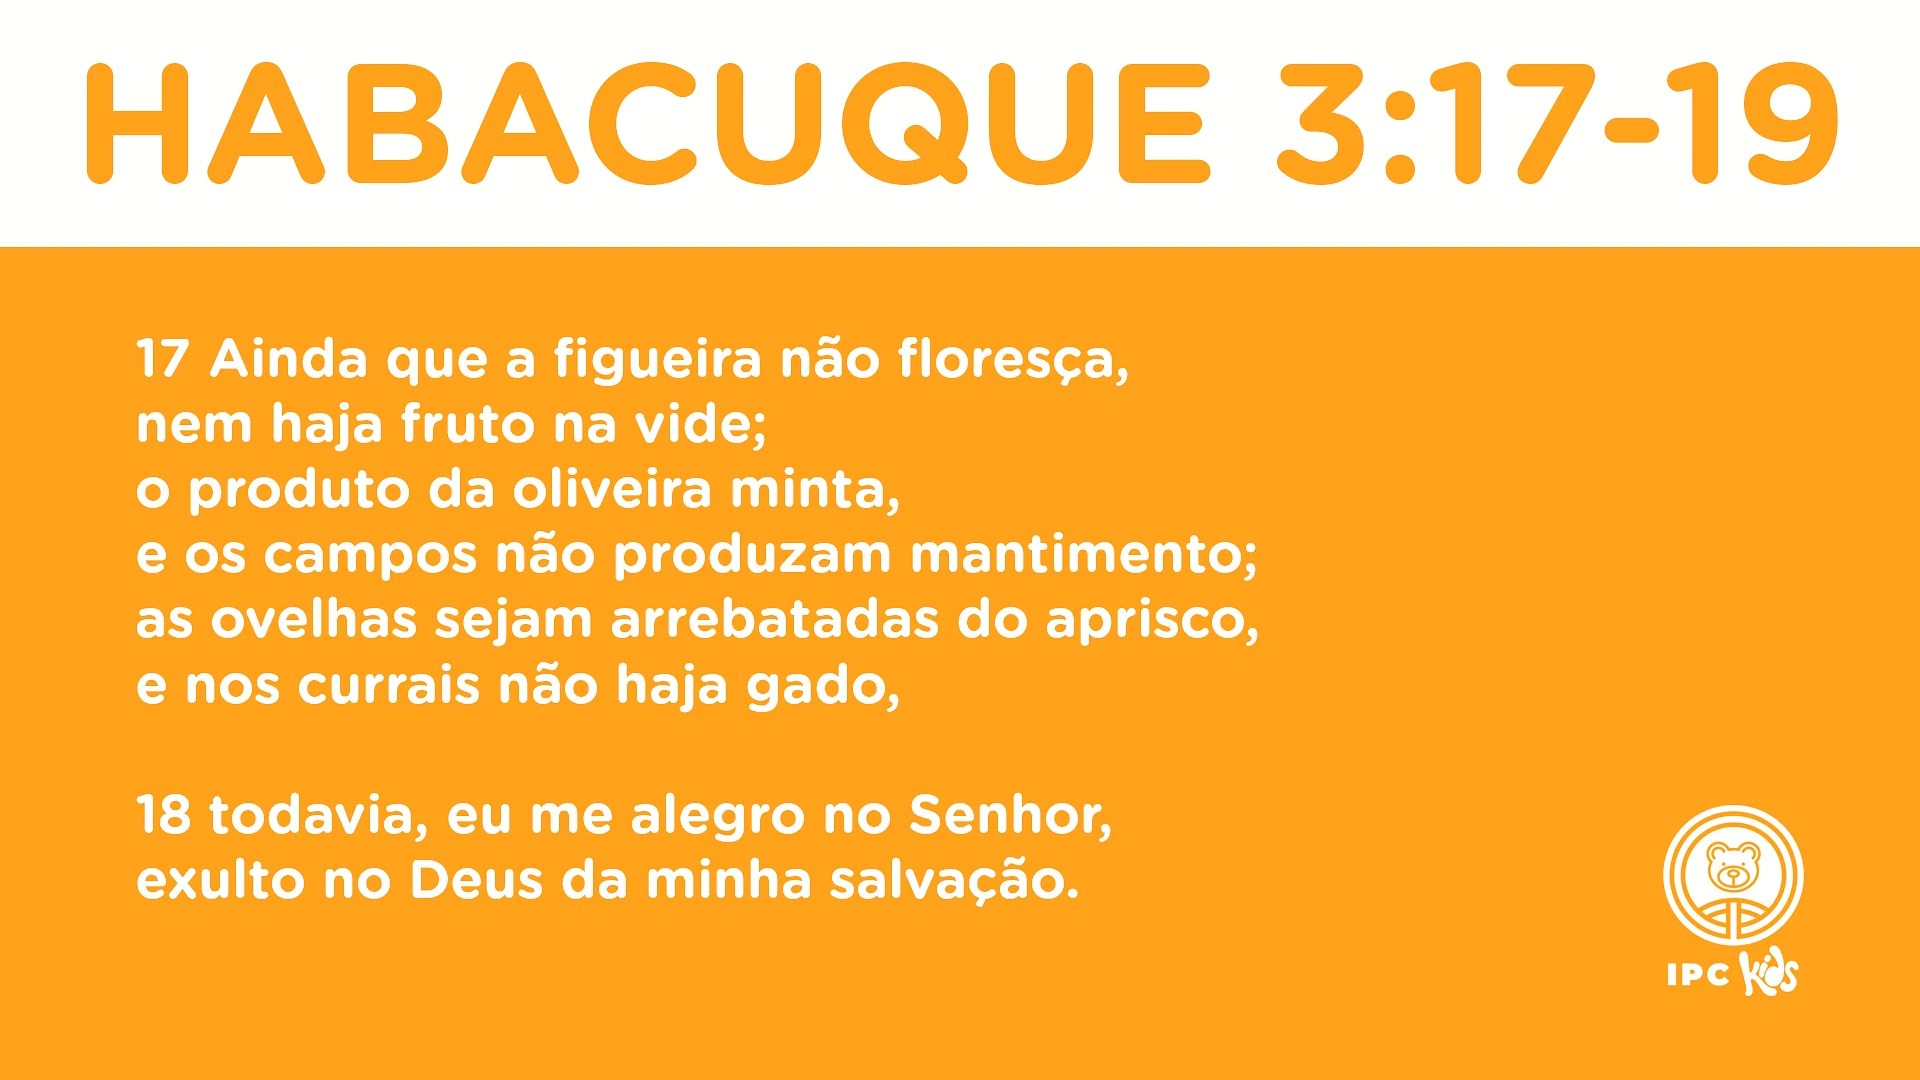 HABACUQUE 3:17-19
17 Ainda que a figueira não floresça,
nem haja fruto na vide;
o produto da oliveira minta,
e os campos não produzam mantimento;
as ovelhas sejam arrebatadas do aprisco,
e nos currais não haja gado,
18 todavia, eu me alegro no Senhor,
exulto no Deus da minha salvação.
IPC kids